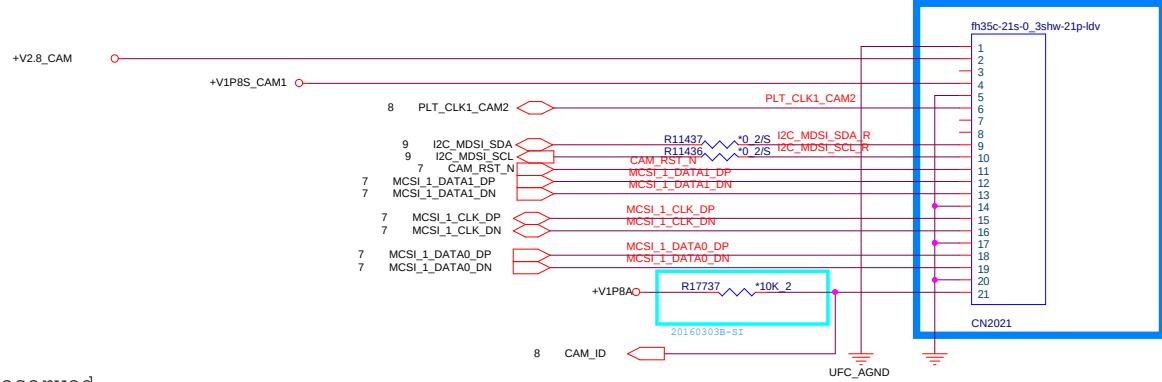 fh35c-21s-0_3shw-21p-ldv
1
+V2.8_CAM 2
3
+V1P8S_CAM1 4
5
8 PLT_CLK1_CAM2 PLT_CLK1_CAM2 6
7
8
9 I2C_MDSI_SDA R11437 *0_2/S I2C_MDSI_SDA_R 9
9 I2C_MDSI_SCL R11436 *0_2/S I2C_MDSI_SCL_R 10
7 CAM_RST_N CAM_RST_N 11
7 MCSI_1_DATA1_DP MCSI_1_DATA1_DP 12
7 MCSI_1_DATA1_DN MCSI_1_DATA1_DN 13
14
7 MCSI_1_CLK_DP MCSI_1_CLK_DP 15
7 MCSI_1_CLK_DN MCSI_1_CLK_DN 16
17
7 MCSI_1_DATA0_DP MCSI_1_DATA0_DP 18
7 MCSI_1_DATA0_DN MCSI_1_DATA0_DN 19
20
+V1P8A R17737 *10K_2 21
CN2021
20160303B-SI
8 CAM_ID
UFC_AGND